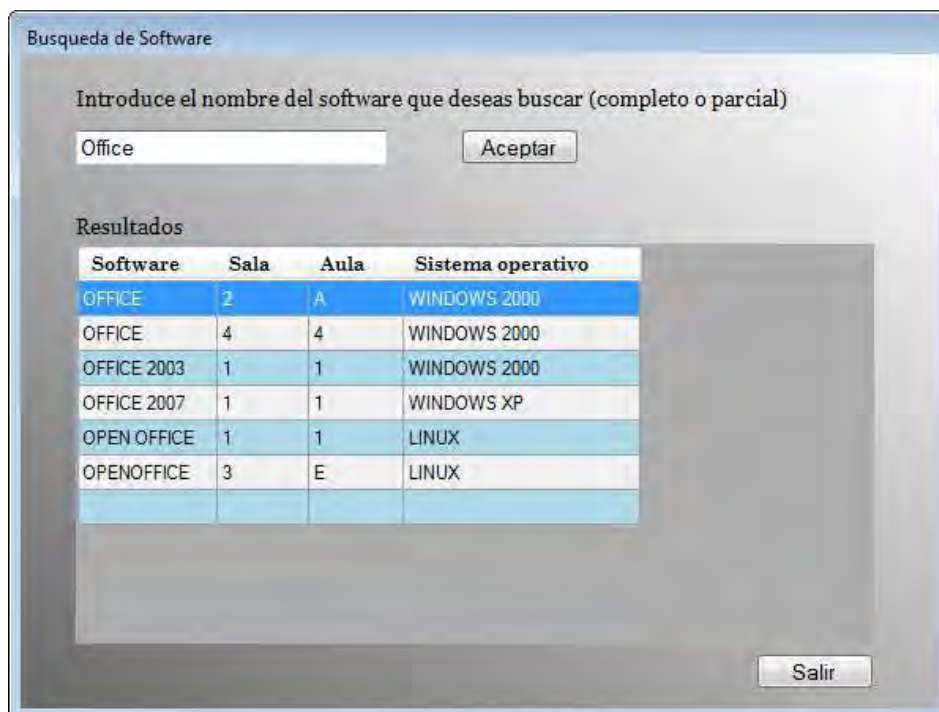 Busqueda de Software
Introduce el nombre del software que deseas buscar (completo o parcial)
Office Aceptar
Resultados
Software Sala Aula Sistema operativo
OFFICE 2 A WINDOWS 2000
OFFICE 4 4 WINDOWS 2000
OFFICE 2003 1 1 WINDOWS 2000
OFFICE 2007 1 1 WINDOWS XP
OPEN OFFICE 1 1 LINUX
OPENOFFICE 3 E LINUX
Salir